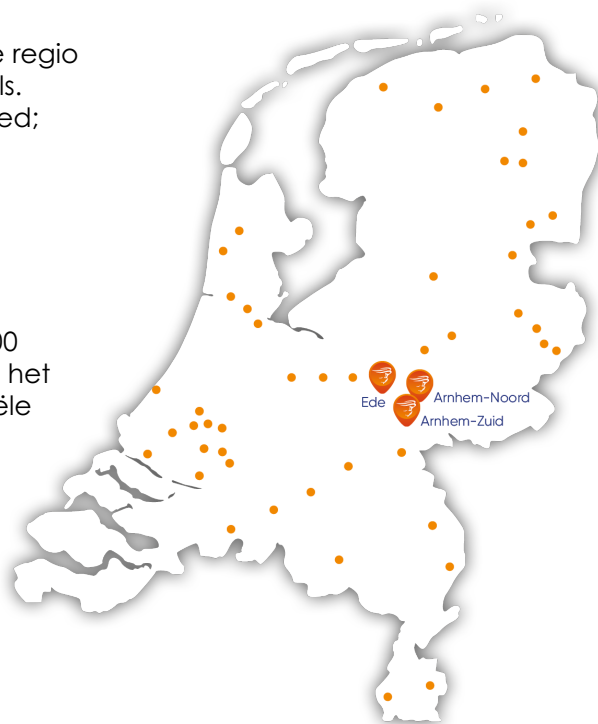 e regio
ls.
ed;
00
het
ële
Ede
Arnhem-Noord
Arnhem-Zuid